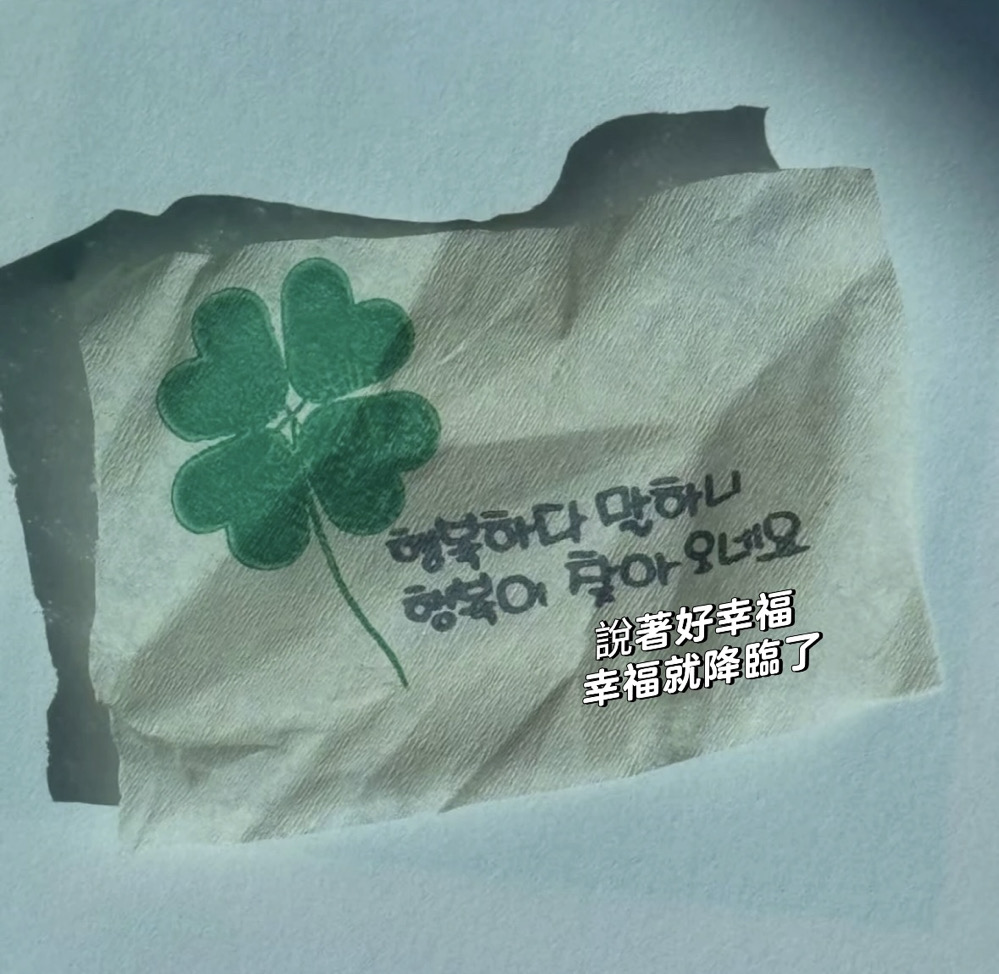 행복하다 말하니
행복이 찾아 오네요
說著好幸福
幸福就降臨了